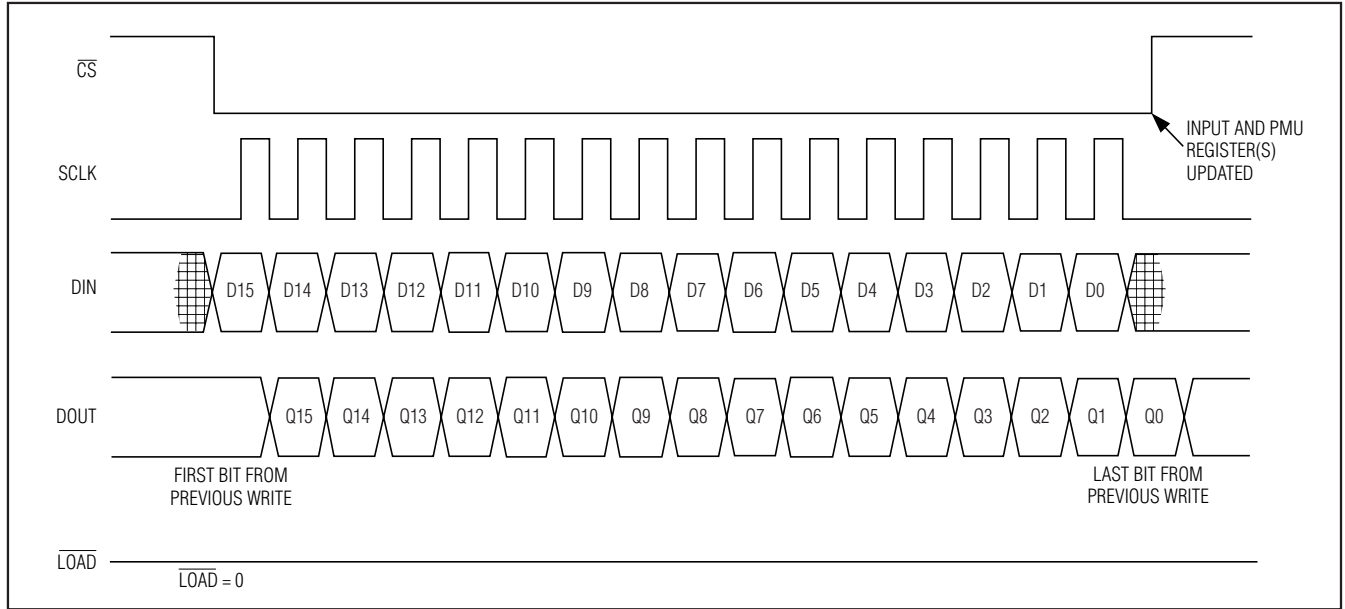 CS
INPUT AND PMU
REGISTER(S)
UPDATED
SCLK
DIN D15 D14 D13 D12 D11 D10 D9 D8 D7 D6 D5 D4 D3 D2 D1 D0
DOUT Q15 Q14 Q13 Q12 Q11 Q10 Q9 Q8 Q7 Q6 Q5 Q4 Q3 Q2 Q1 Q0
FIRST BIT FROM
PREVIOUS WRITE
LAST BIT FROM
PREVIOUS WRITE
LOAD
LOAD = 0